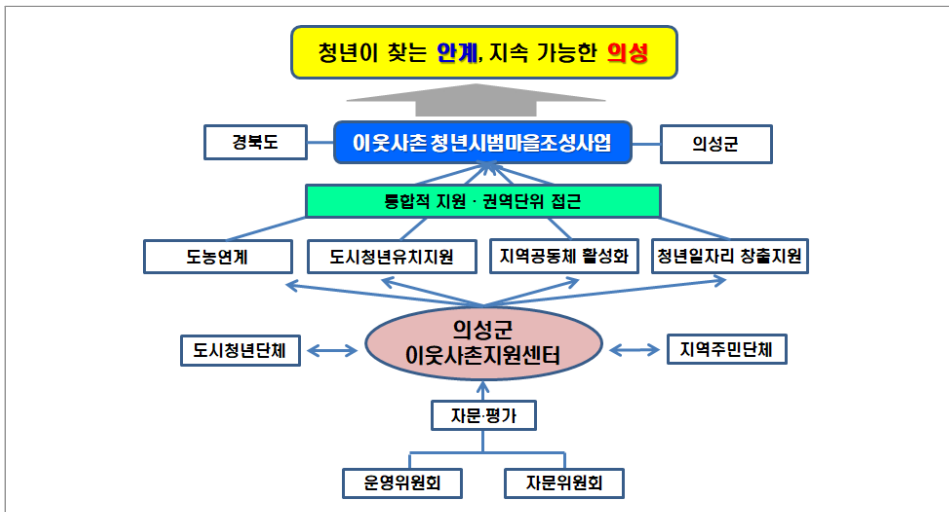 청년이 찾는 안계, 지속 가능한 의성
경북도
이웃사촌 청년시범마을조성사업
의성군
통합적 지원 · 권역단위 접근
도농연계
도시청년유치지원
지역공동체 활성화
청년일자리 창출지원
의성군
이웃사촌지원센터
도시청년단체
지역주민단체
자문·평가
운영위원회
자문위원회